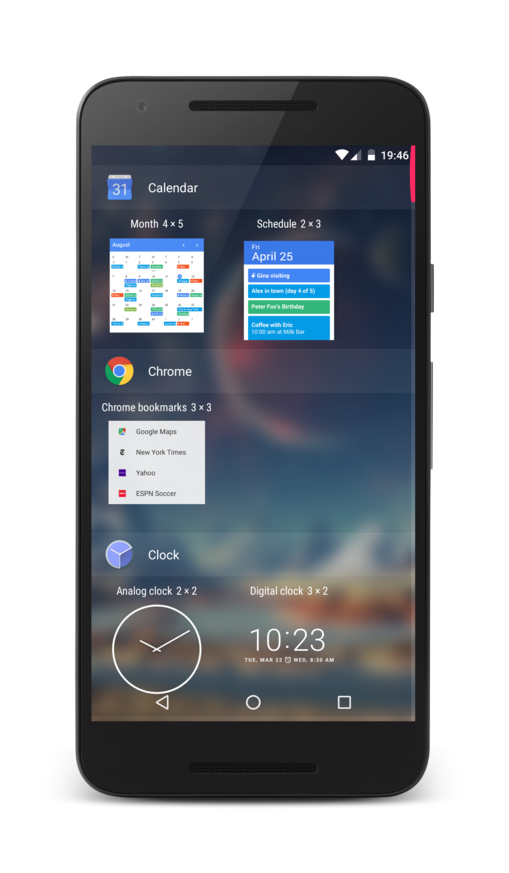 19:46
31 Calendar
Month 4 × 5
Schedule 2 × 3
August
Fri
April 25
Gina visiting
Alex in town (day 4 of 5)
Peter Fox's Birthday
Coffee with Eric
10:00 am at Milk Bar
Chrome
Chrome bookmarks 3 × 3
Google Maps
New York Times
Yahoo
ESPN Soccer
Clock
Analog clock 2 × 2
Digital clock 3 × 2
10:23
TUE, MAR 22 WED, 8:30 AM